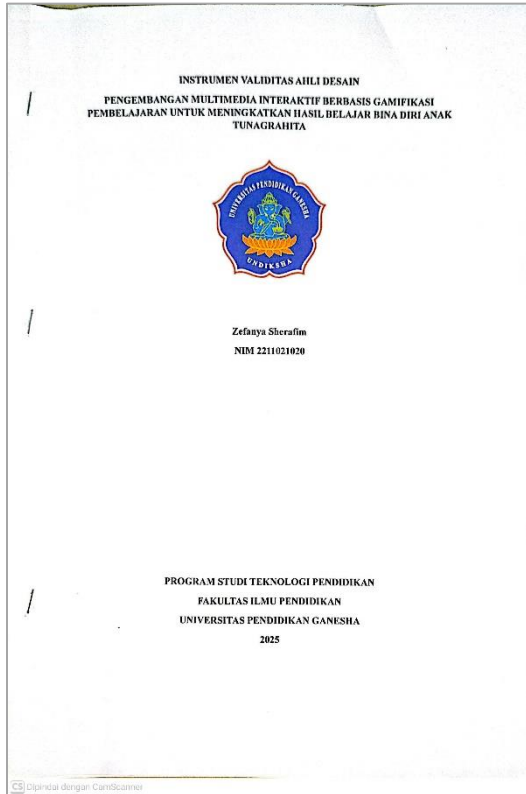 INSTRUMEN VALIDITAS AHLI DESAIN
PENGEMBANGAN MULTIMEDIA INTERAKTIF BERBASIS GAMIFIKASI
PEMBELAJARAN UNTUK MENINGKATKAN HASIL BELAJAR BINA DIRI ANAK
TUNAGRAHITA
UNIVERSITAS PENDIDIKAN GANESHA
UNDIKSHA
Zefanya Sherafim
NIM 2211021020
PROGRAM STUDI TEKNOLOGI PENDIDIKAN
FAKULTAS ILMU PENDIDIKAN
UNIVERSITAS PENDIDIKAN GANESHA
2025
CS Dipindai dengan CamScanner